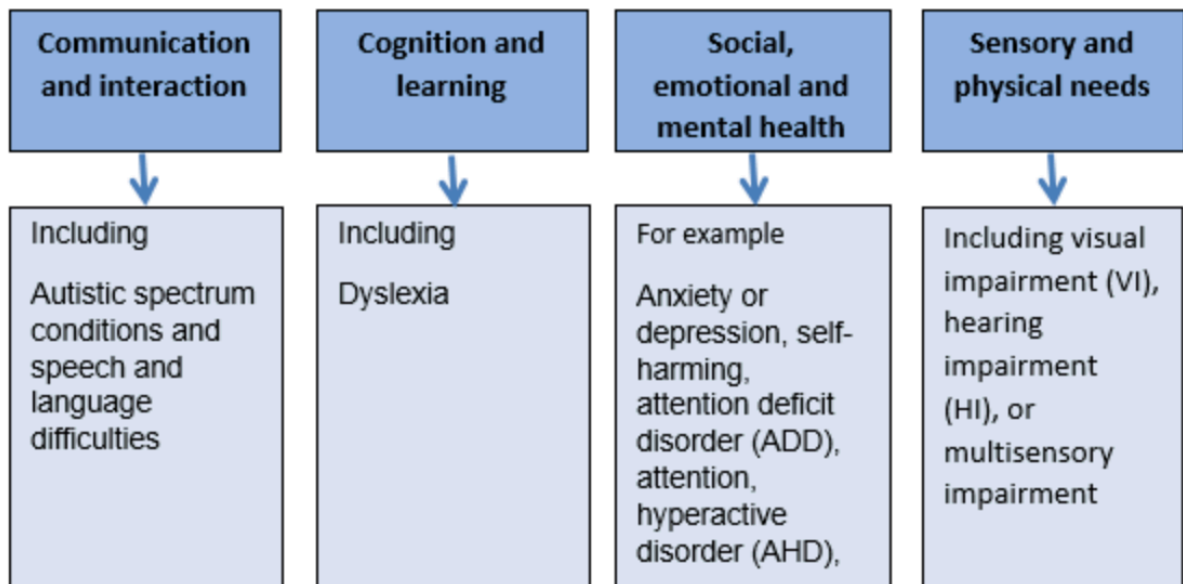 Communication
and interaction
Including
Autistic spectrum
conditions and
speech and
language
difficulties
Cognition and
learning
Including
Dyslexia
Social,
emotional and
mental health
For example
Anxiety or
depression, self-
harming,
attention deficit
disorder (ADD),
attention,
hyperactive
disorder (AHD),
Sensory and
physical needs
Including visual
impairment (VI),
hearing
impairment
(HI), or
multisensory
impairment